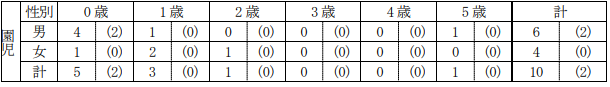 園児 性別 0歳 1歳 2歳 3歳 4歳 5歳 計
男 4 (2) 1 (0) 0 (0) 0 (0) 0 (0) 1 (0) 6 (2)
女 1 (0) 2 (0) 1 (0) 0 (0) 0 (0) 0 (0) 4 (0)
計 5 (2) 3 (0) 1 (0) 0 (0) 0 (0) 1 (0) 10 (2)